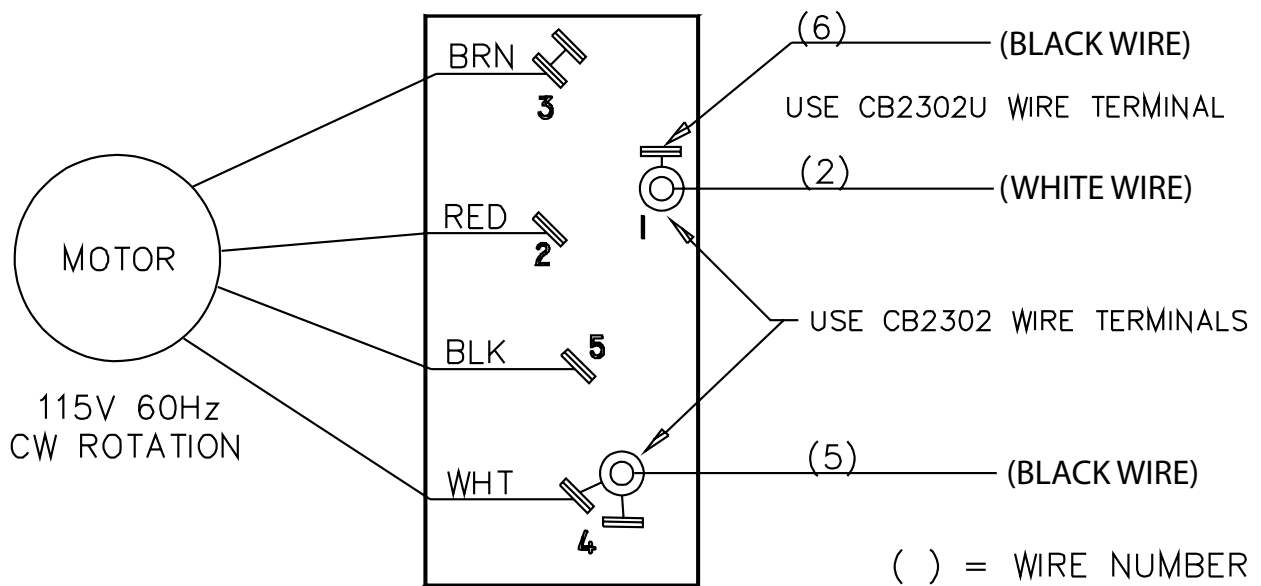 (6)
BRN
(BLACK WIRE)
3
USE CB2302U WIRE TERMINAL
(2)
(WHITE WIRE)
RED
1
2
MOTOR
USE CB2302 WIRE TERMINALS
BLK
5
115V 60Hz
CW ROTATION
(5)
WHT
(BLACK WIRE)
4
( ) = WIRE NUMBER